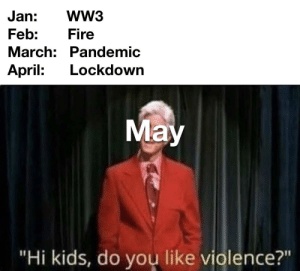 Jan: WW3
Feb: Fire
March: Pandemic
April: Lockdown
May
"Hi kids, do you like violence?"